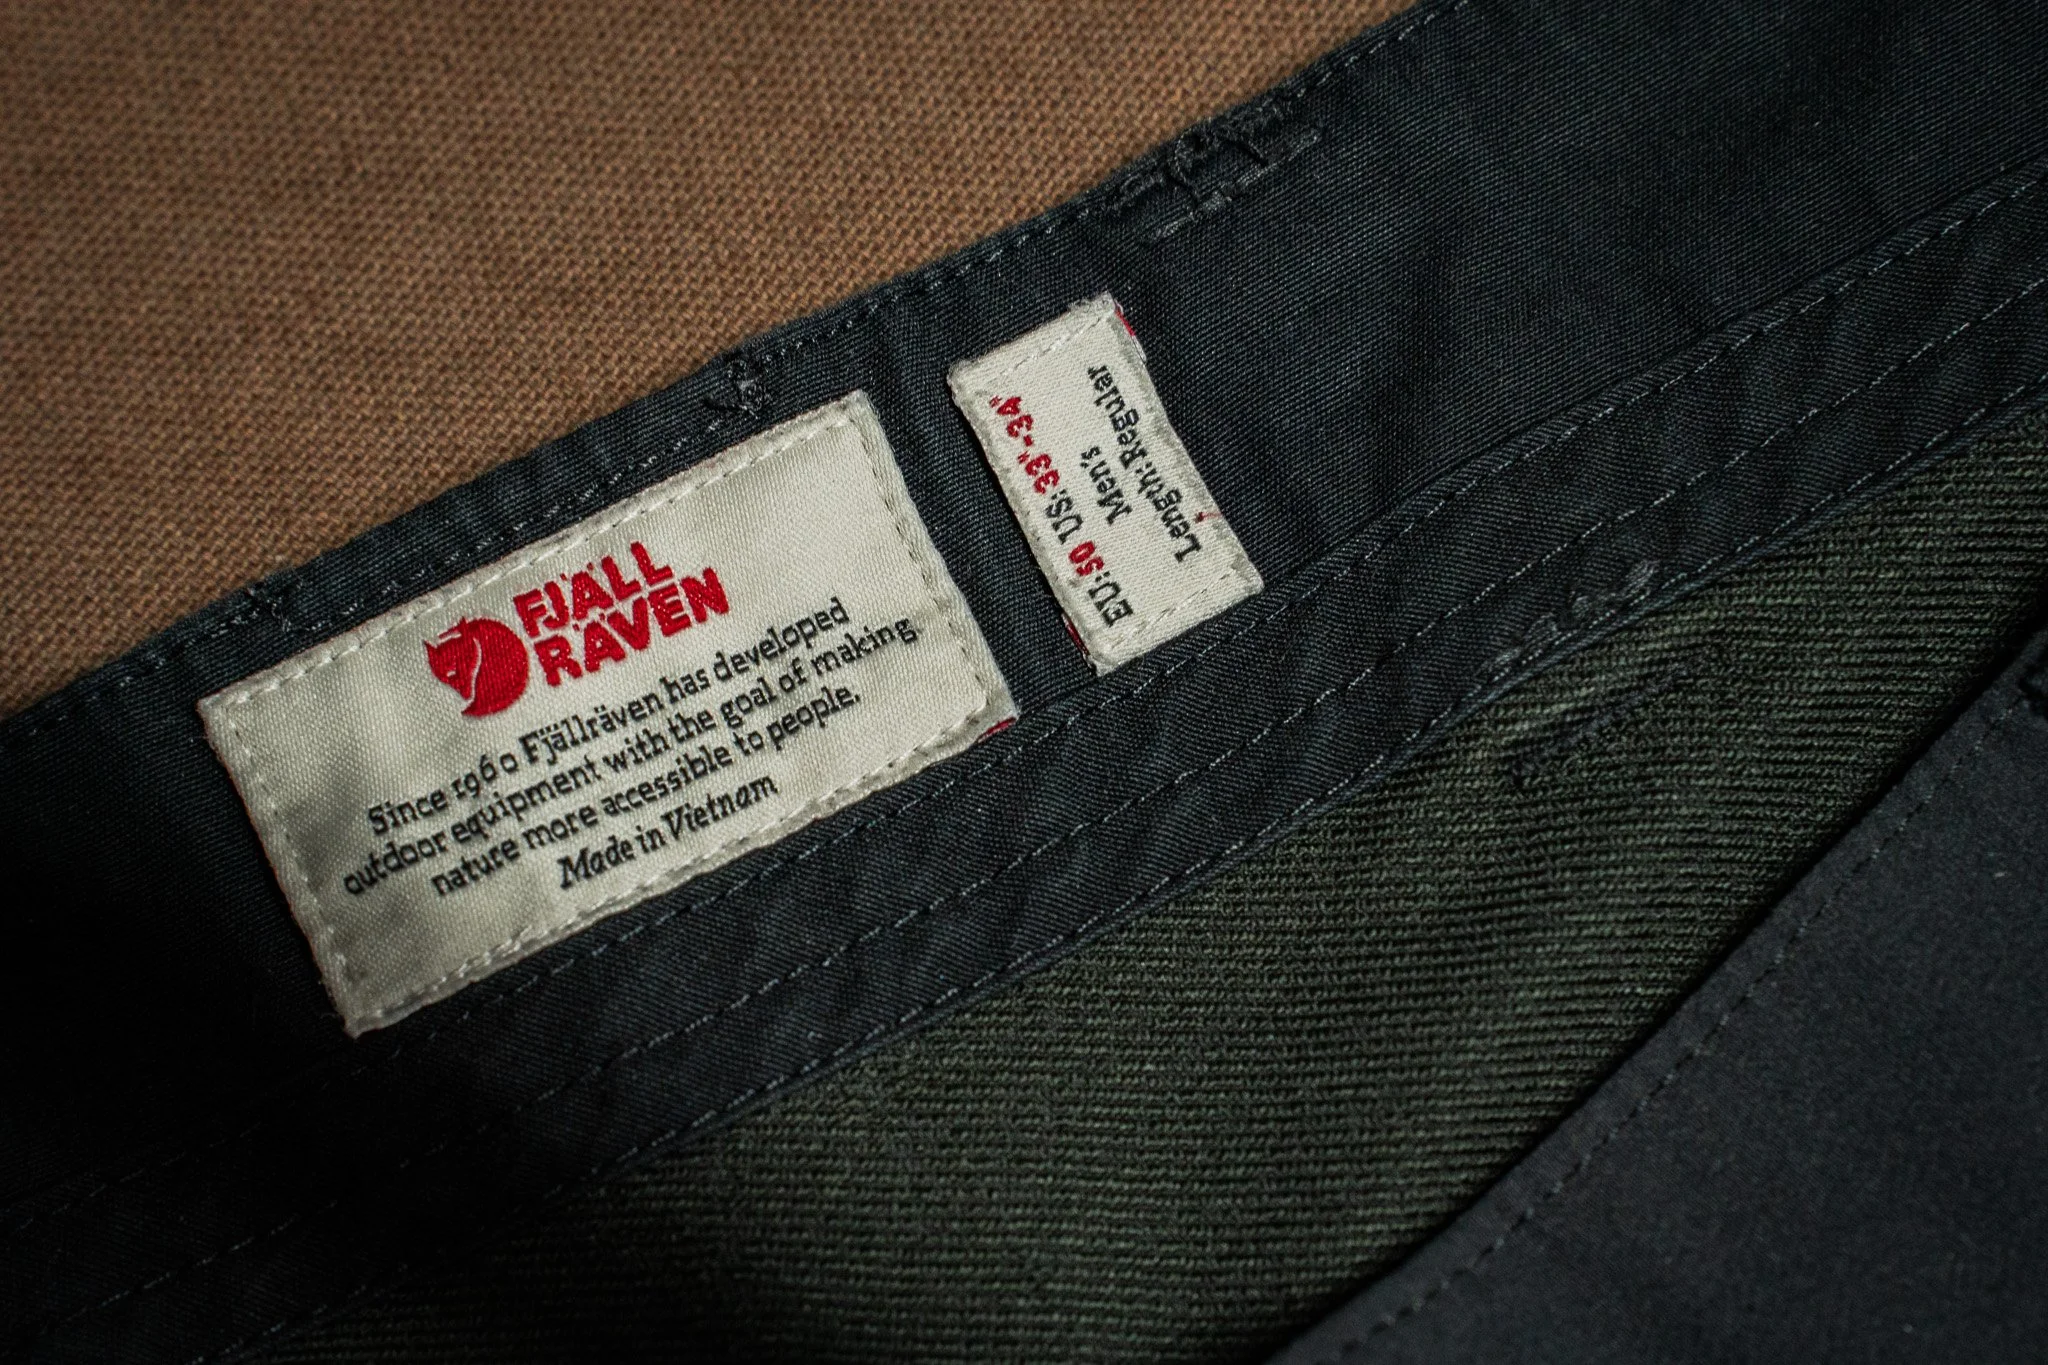 FJÄLL
RÄVEN
Since 1960 Fjällräven has developed
outdoor equipment with the goal of making
nature more accessible to people.
Made in Vietnam
EU:50 US:33"-34"
Men's
Length:Regular